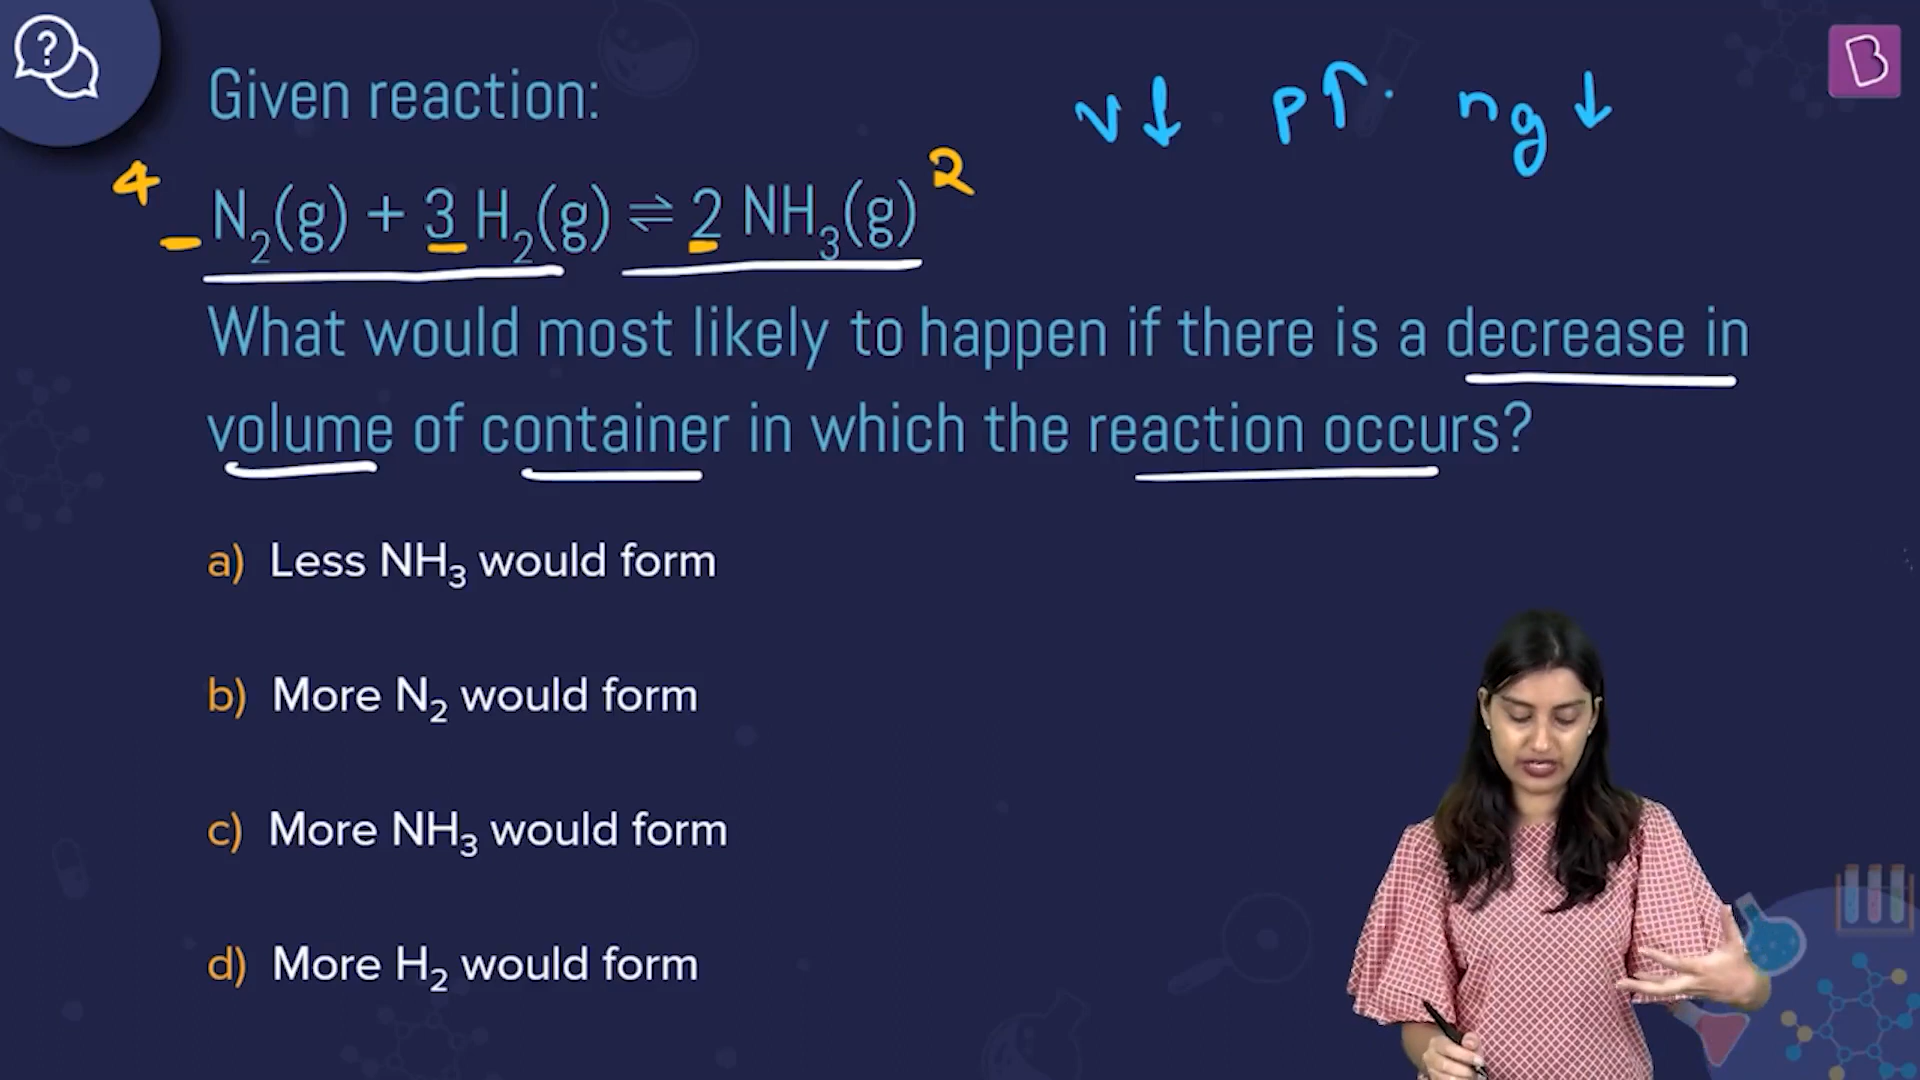 Given reaction:
v↓ p↑. ng↓
4 2
N₂(g) + 3 H₂(g) ⇌ 2 NH₃(g)
What would most likely to happen if there is a decrease in
volume of container in which the reaction occurs?
a) Less NH₃ would form
b) More N₂ would form
c) More NH₃ would form
d) More H₂ would form
?
B